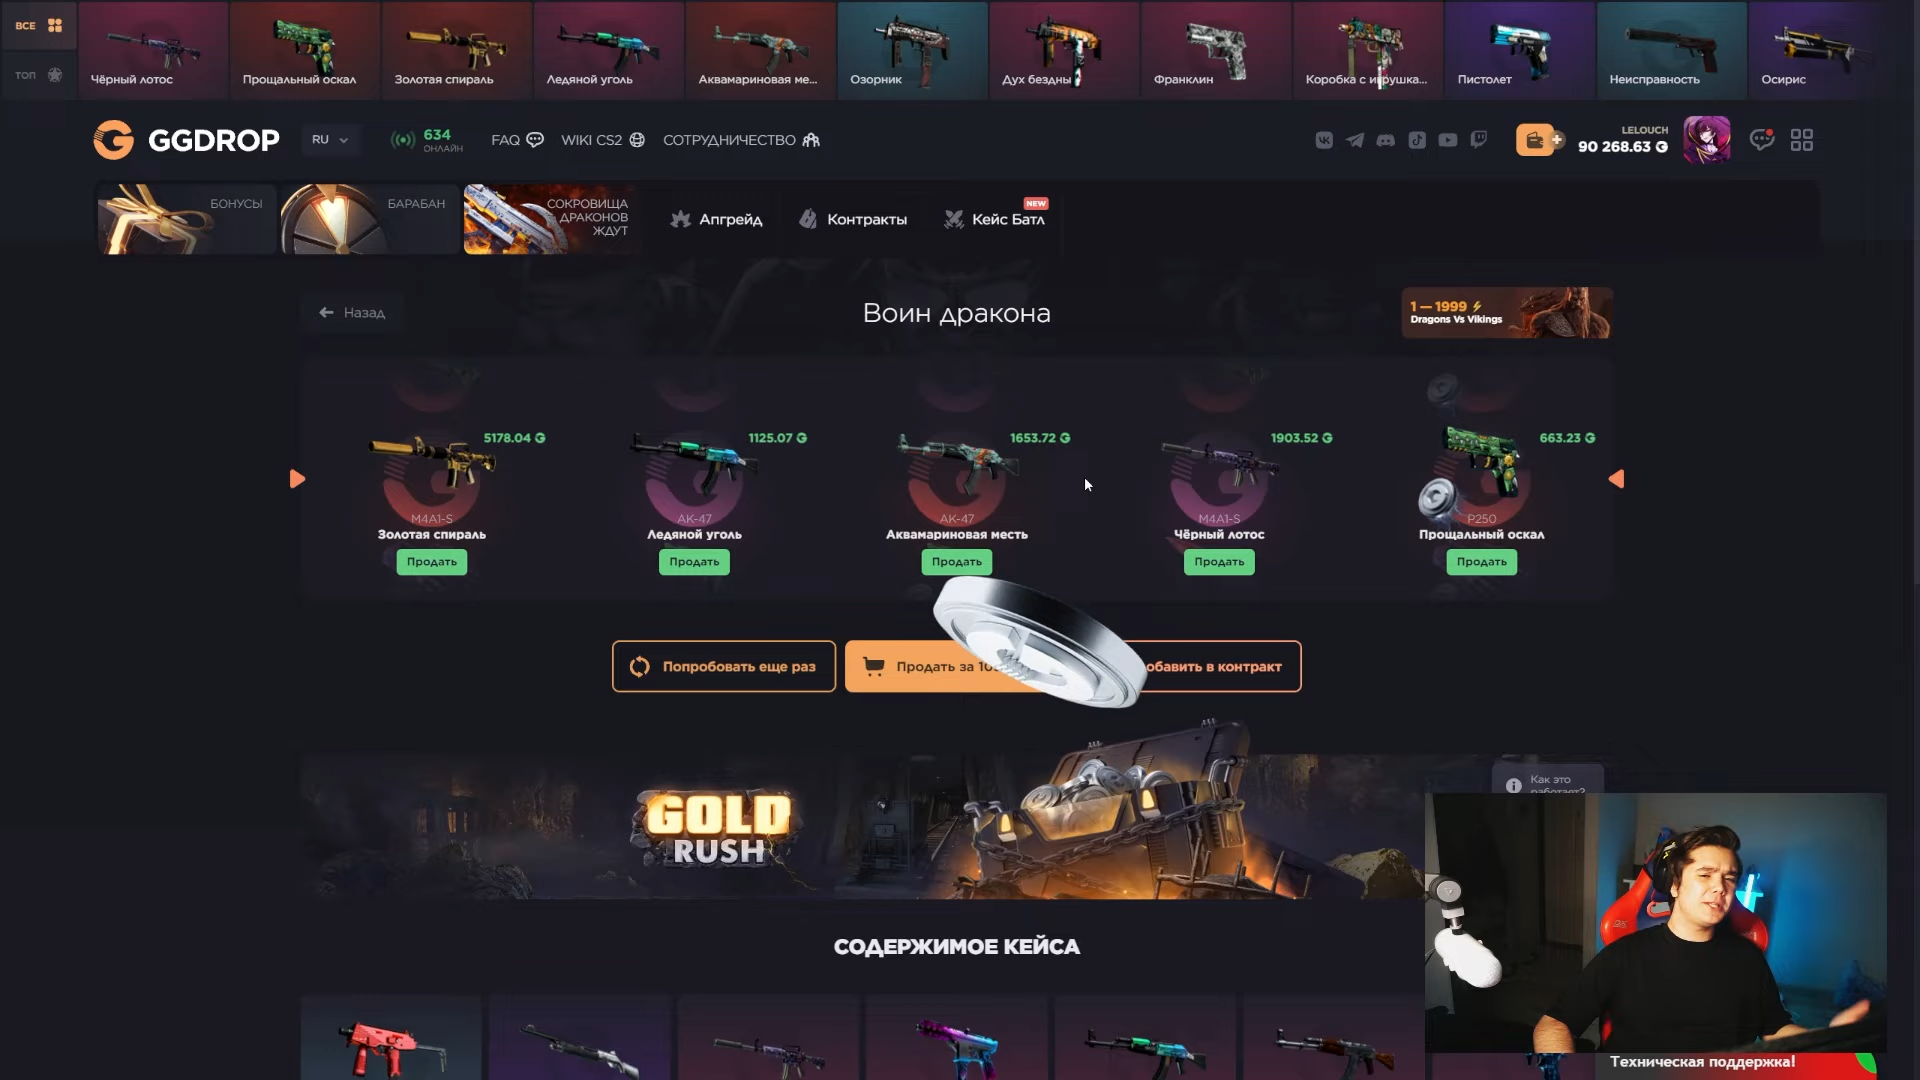 ВСЕ
ТОП
Чёрный лотос
Прощальный оскал
Золотая спираль
Ледяной уголь
Аквамариновая ме...
Озорник
Дух бездны
Франклин
Коробка с игрушка...
Пистолет
Неисправность
Осирис
GGDROP
RU
634
ОНЛАЙН
FAQ
WIKI CS2
СОТРУДНИЧЕСТВО
LELOUCH
90 268.63 G
БОНУСЫ
БАРАБАН
СОКРОВИЩА
ДРАКОНОВ
ЖДУТ
Апгрейд
Контракты
Кейс Батл
NEW
Назад
Воин дракона
1 — 1999
Dragons Vs Vikings
5178.04 G
M4A1-S
Золотая спираль
Продать
1125.07 G
AK-47
Ледяной уголь
Продать
1653.72 G
AK-47
Аквамариновая месть
Продать
1903.52 G
M4A1-S
Чёрный лотос
Продать
663.23 G
P250
Прощальный оскал
Продать
Попробовать еще раз
Продать за 10
обавить в контракт
GOLD
RUSH
Как это
работает?
СОДЕРЖИМОЕ КЕЙСА
Техническая поддержка!